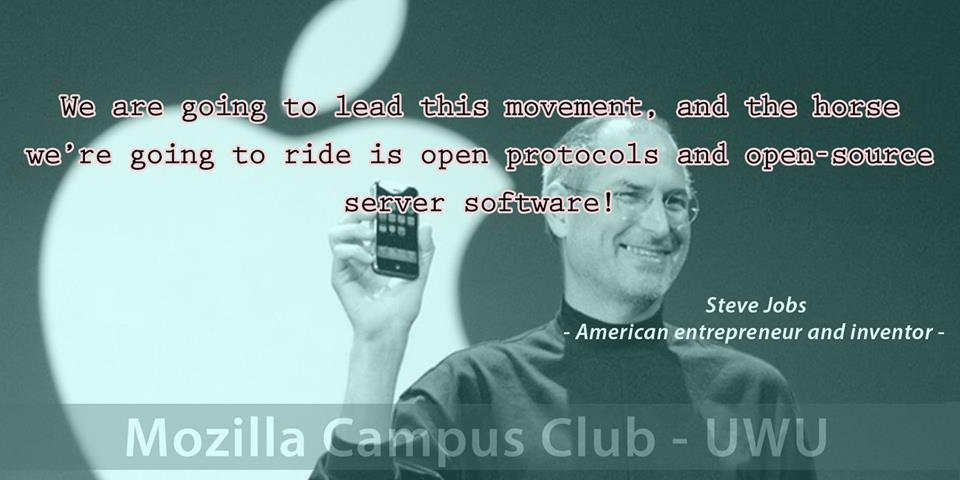 We are going to lead this movement, and the horse
we're going to ride is open protocols and open-source
server software!
Steve Jobs
- American entrepreneur and inventor -
Mozilla Campus Club - UWU